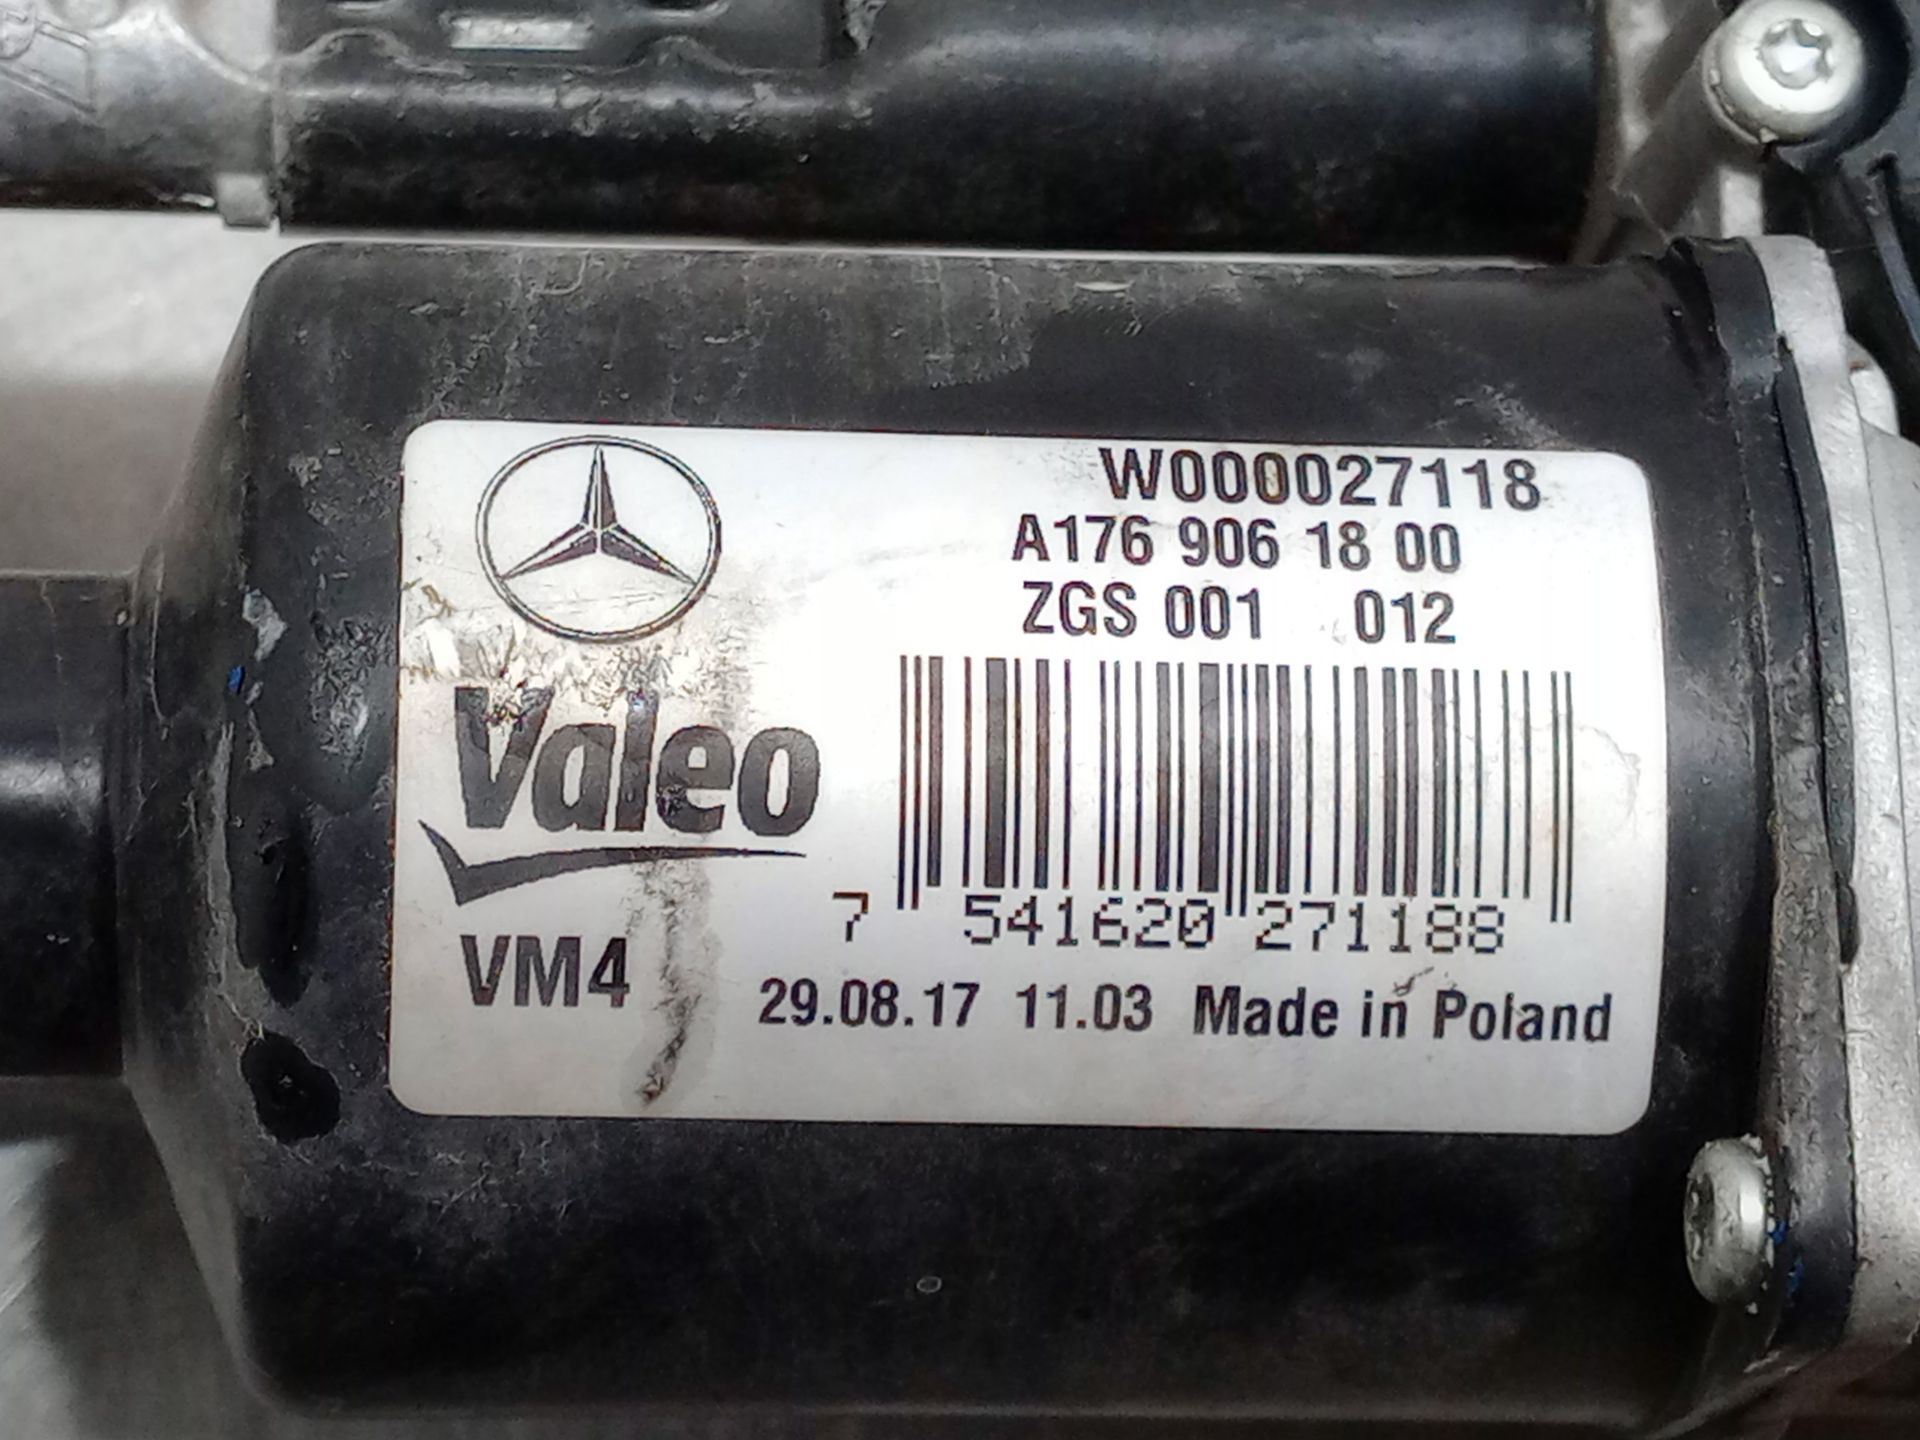 W000027118
A176 906 18 00
ZGS 001 012
Valeo
7 541620 271188
VM4
29.08.17 11.03 Made in Poland